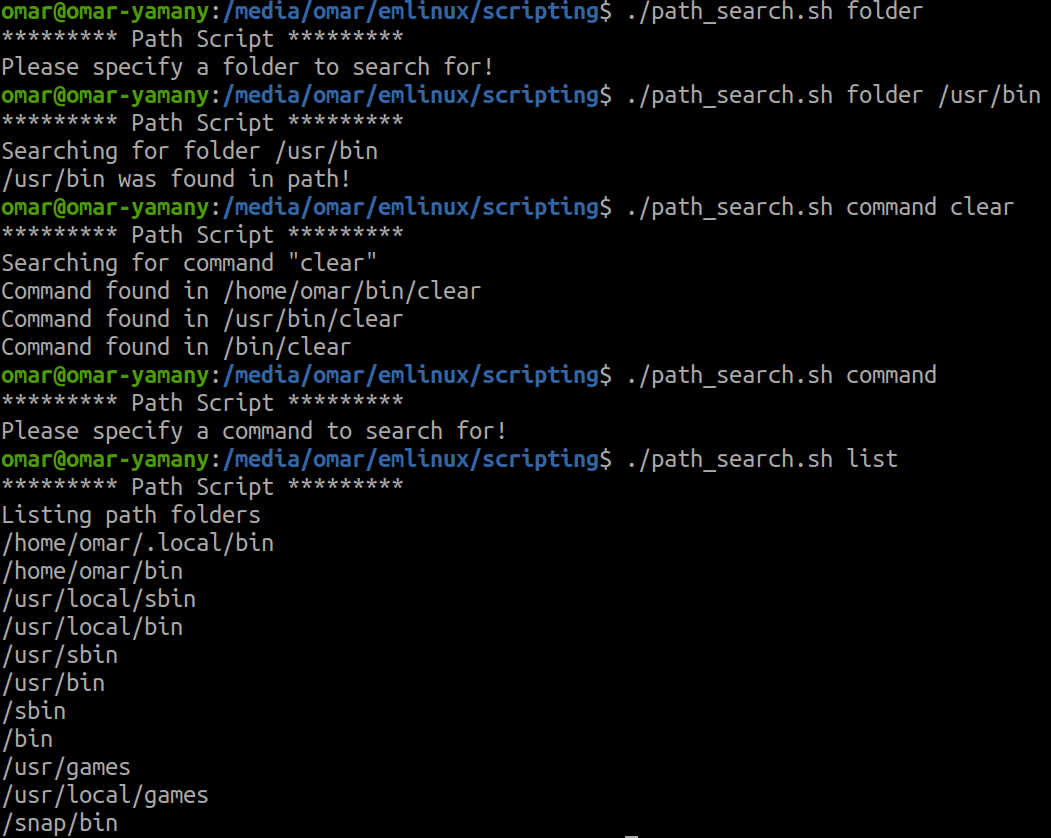 omar@omar-yamany:/media/omar/emlinux/scripting$ ./path_search.sh folder
********* Path Script *********
Please specify a folder to search for!
omar@omar-yamany:/media/omar/emlinux/scripting$ ./path_search.sh folder /usr/bin
********* Path Script *********
Searching for folder /usr/bin
/usr/bin was found in path!
omar@omar-yamany:/media/omar/emlinux/scripting$ ./path_search.sh command clear
********* Path Script *********
Searching for command "clear"
Command found in /home/omar/bin/clear
Command found in /usr/bin/clear
Command found in /bin/clear
omar@omar-yamany:/media/omar/emlinux/scripting$ ./path_search.sh command
********* Path Script *********
Please specify a command to search for!
omar@omar-yamany:/media/omar/emlinux/scripting$ ./path_search.sh list
********* Path Script *********
Listing path folders
/home/omar/.local/bin
/home/omar/bin
/usr/local/sbin
/usr/local/bin
/usr/sbin
/usr/bin
/sbin
/bin
/usr/games
/usr/local/games
/snap/bin